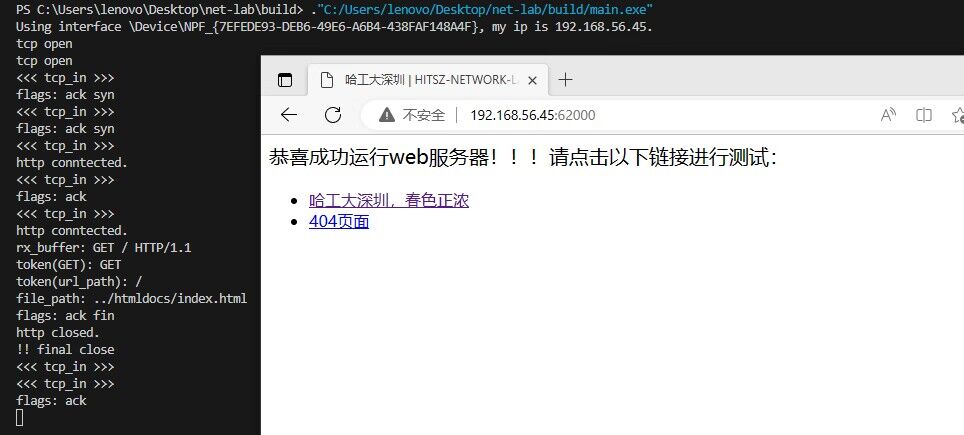 PS C:\Users\lenovo\Desktop\net-lab\build> ."C:/Users/lenovo/Desktop/net-lab/build/main.exe"
Using interface \Device\NPF_{7EFEDE93-DEB6-49E6-A6B4-438FAF148A4F}, my ip is 192.168.56.45.
tcp open
tcp open
<<< tcp_in >>>
flags: ack syn
<<< tcp_in >>>
flags: ack syn
<<< tcp_in >>>
http conntected.
<<< tcp_in >>>
flags: ack
<<< tcp_in >>>
http conntected.
rx_buffer: GET / HTTP/1.1
token(GET): GET
token(url_path): /
file_path: ../htmldocs/index.html
flags: ack fin
http closed.
!! final close
<<< tcp_in >>>
<<< tcp_in >>>
flags: ack
哈工大深圳 | HITSZ-NETWORK-L
不安全 192.168.56.45:62000
恭喜成功运行web服务器！！！请点击以下链接进行测试：
哈工大深圳，春色正浓
404页面